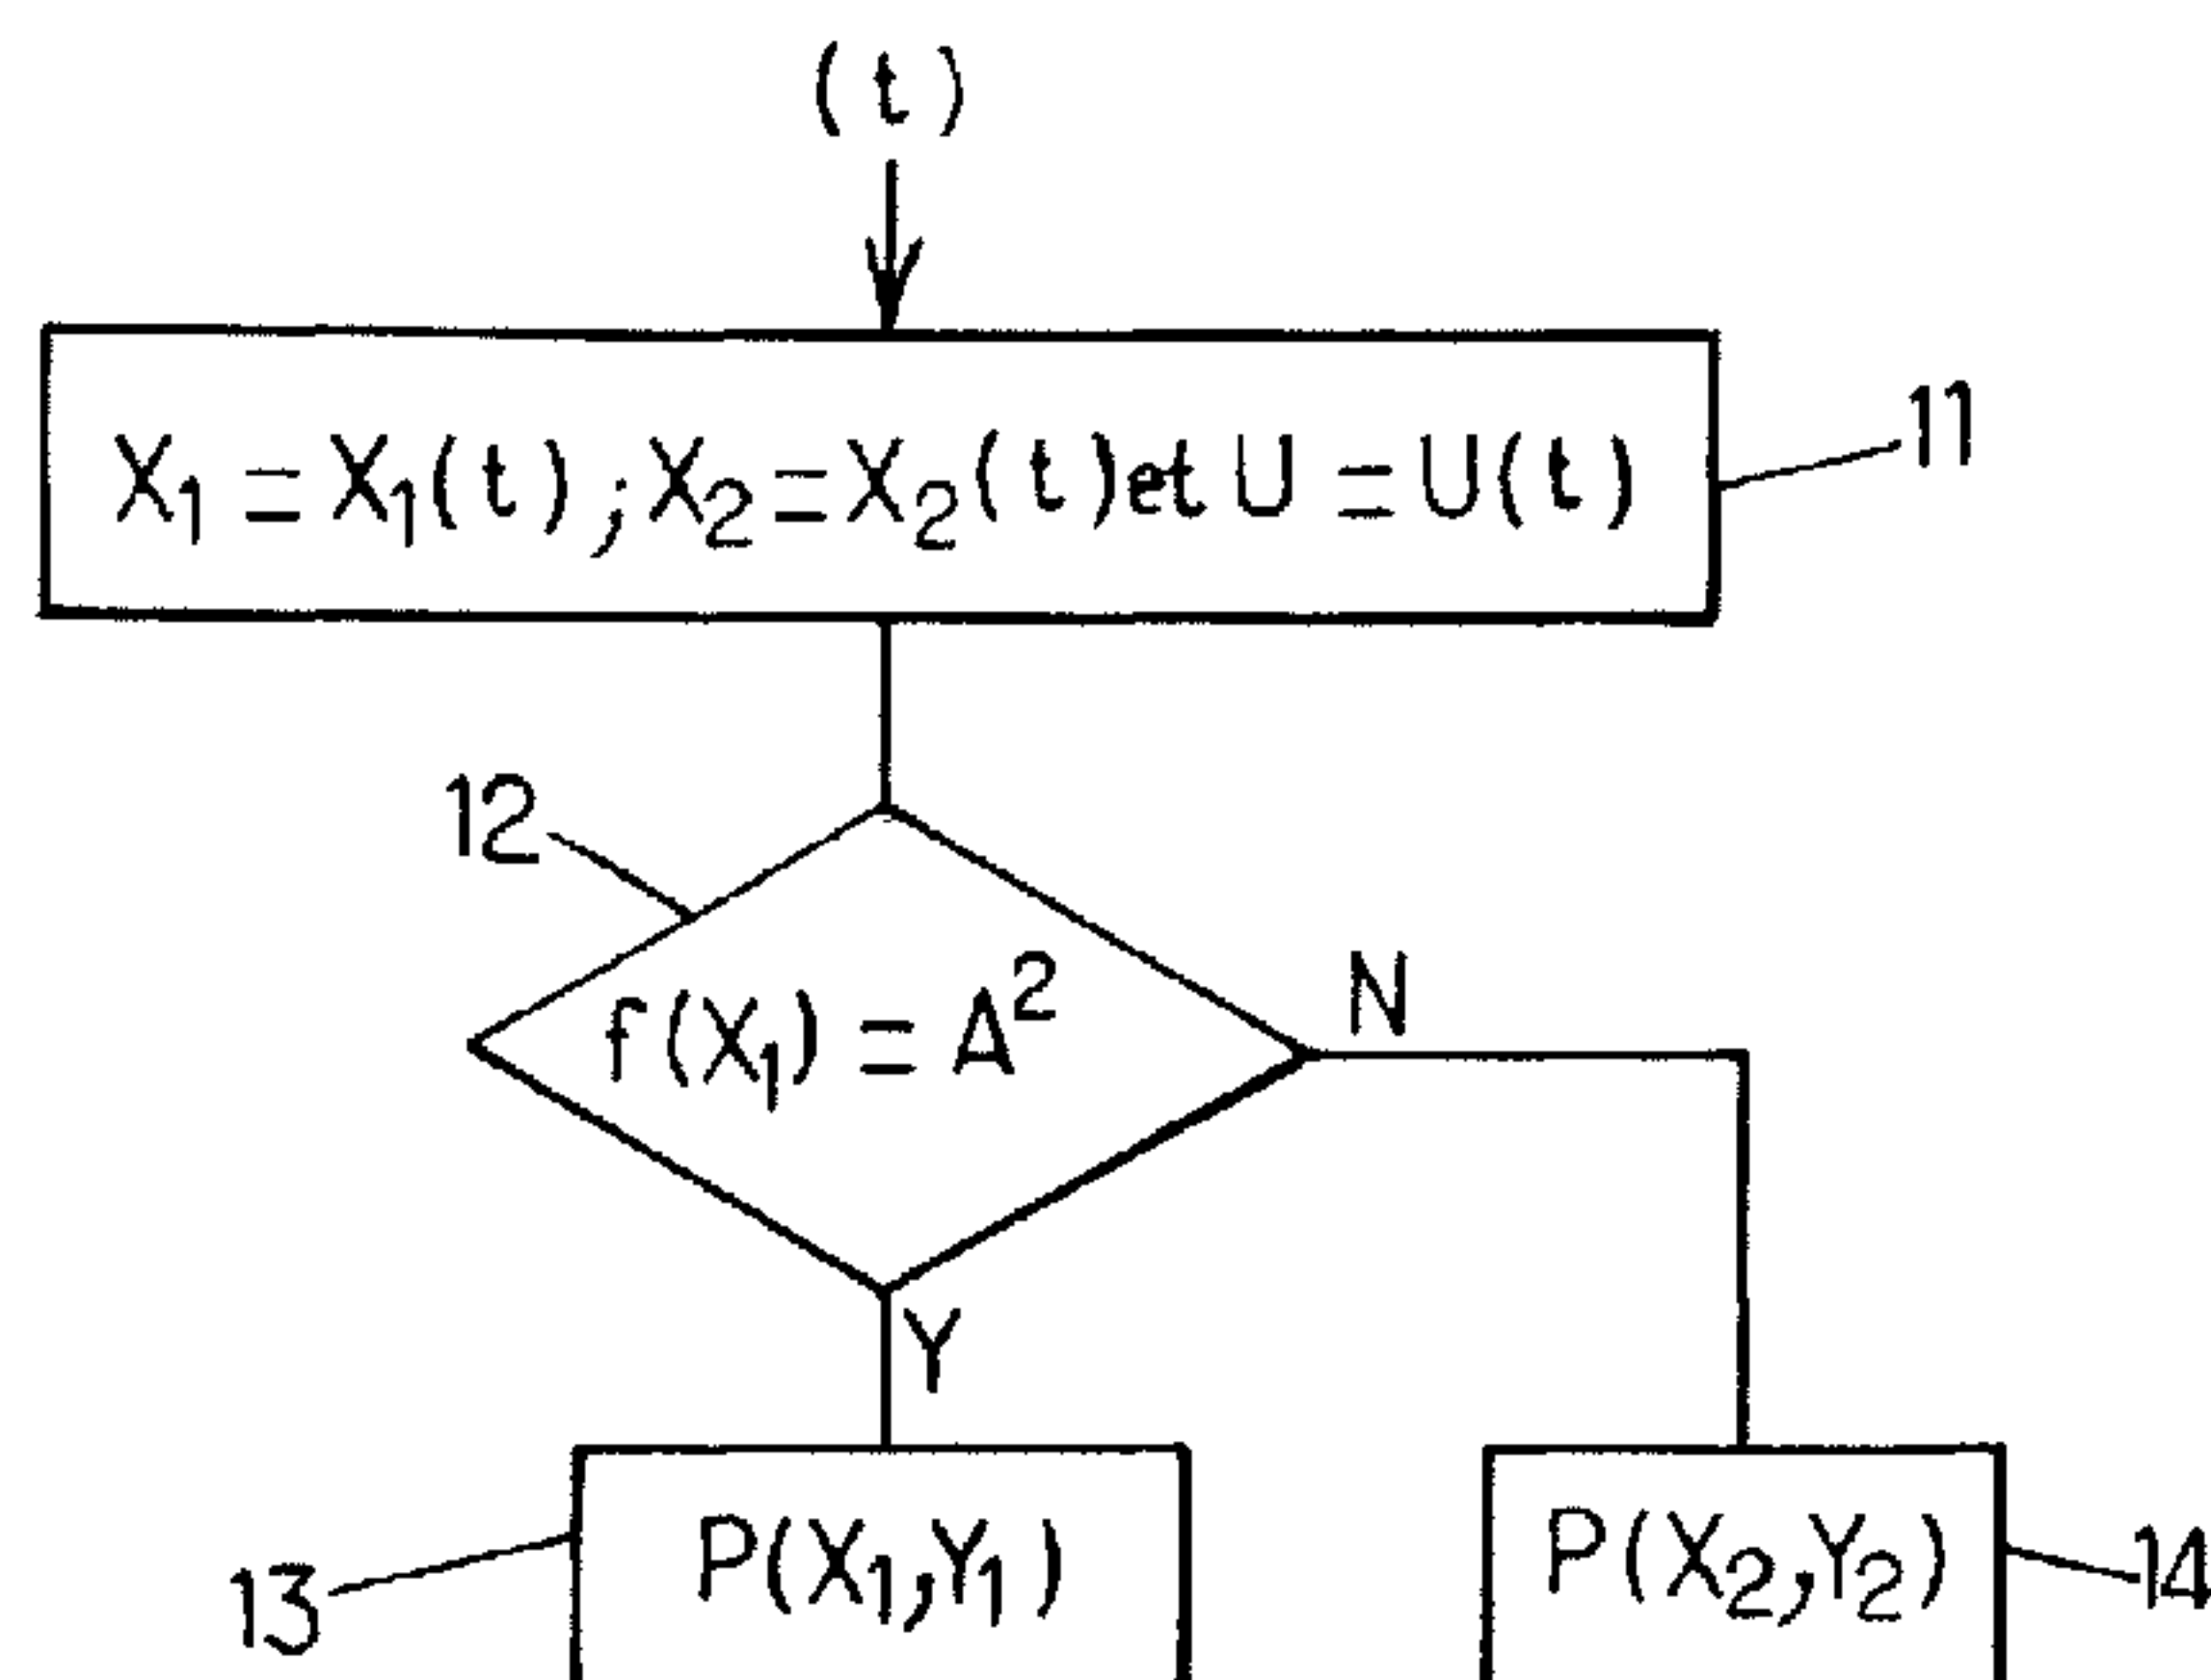 (t)
X₁ = X₁(t) ; X₂ = X₂(t) et U = U(t)
11
12
f(X₁) = A²
N
Y
P(X₁,Y₁)
P(X₂,Y₂)
13
14